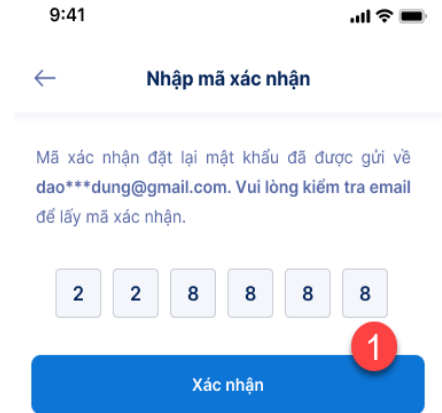 9:41
Nhập mã xác nhận
Mã xác nhận đặt lại mật khẩu đã được gửi về
dao***dung@gmail.com. Vui lòng kiểm tra email
để lấy mã xác nhận.
2 2 8 8 8 8
1
Xác nhận